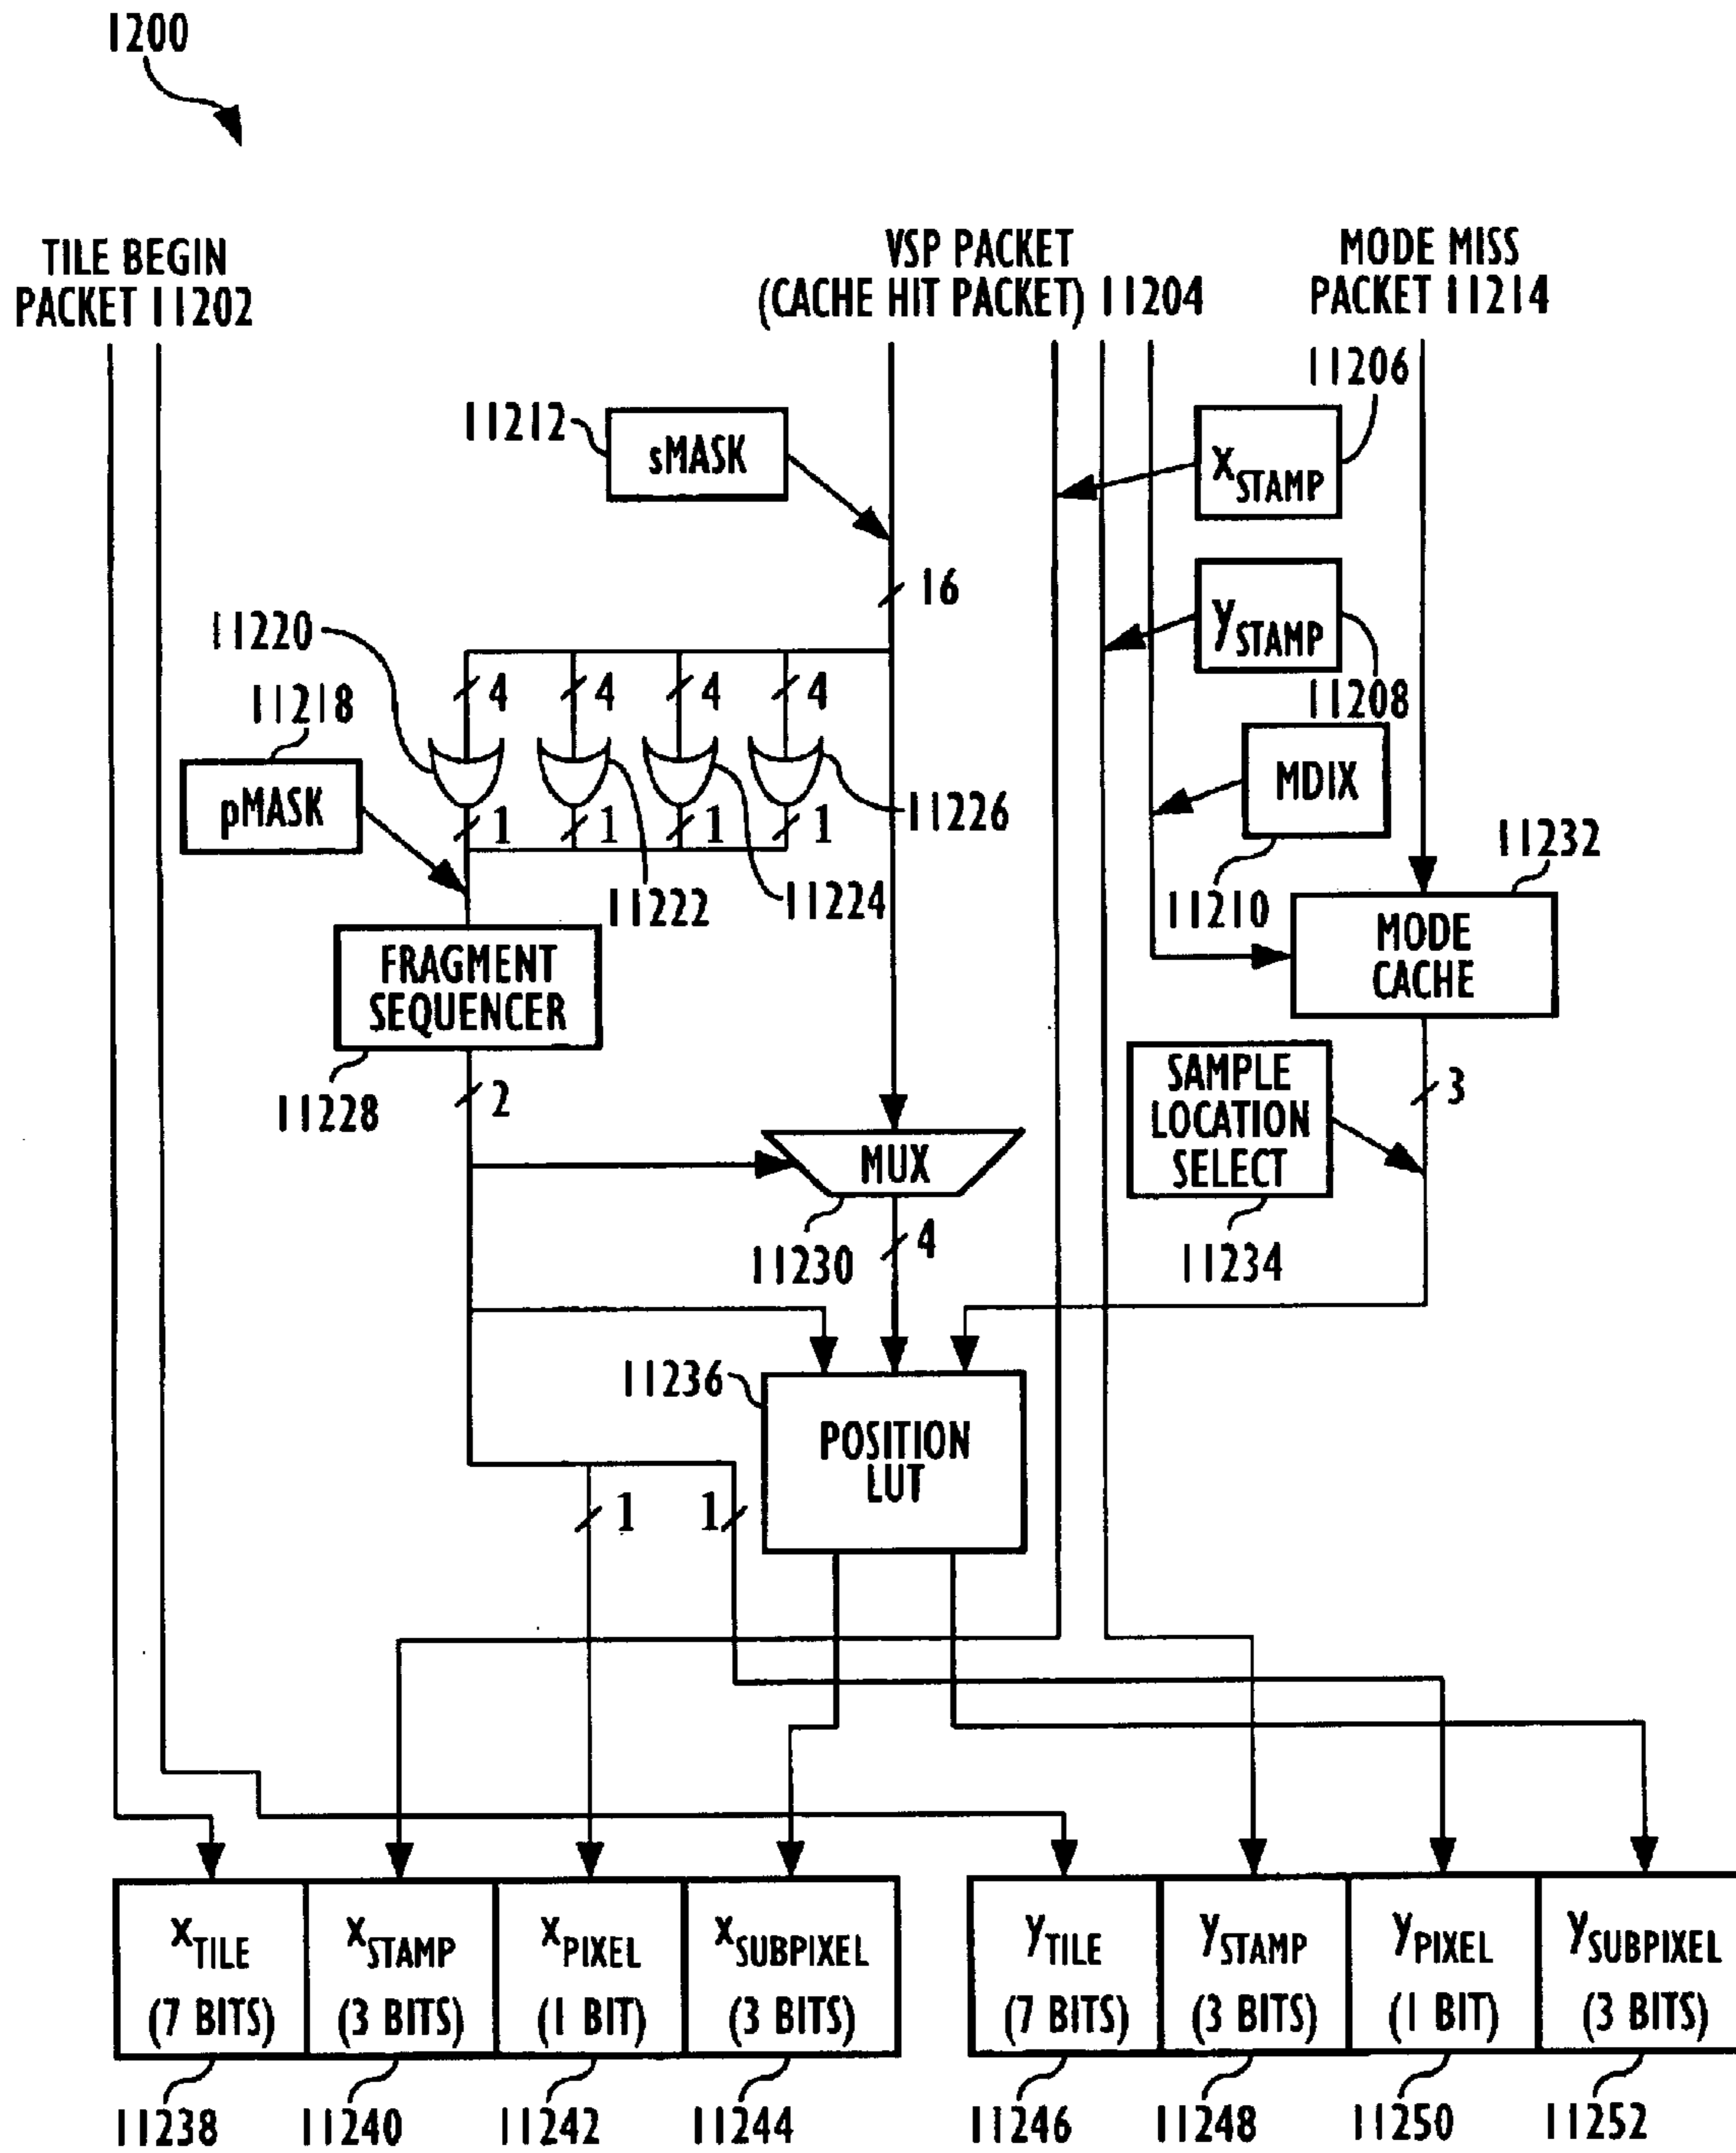 1200
TILE BEGIN
PACKET 11202
VSP PACKET
(CACHE HIT PACKET) 11204
MODE MISS
PACKET 11214
11206
11212
sMASK
xSTAMP
16
ySTAMP
11208
11220
4
4
4
4
11218
pMASK
MDIX
11226
1
1
1
1
11232
11222
11224
11210
MODE
CACHE
FRAGMENT
SEQUENCER
11228
2
SAMPLE
LOCATION
SELECT
3
MUX
11230
4
11234
11236
POSITION
LUT
1
1
xTILE
(7 BITS)
xSTAMP
(3 BITS)
xPIXEL
(1 BIT)
xSUBPIXEL
(3 BITS)
yTILE
(7 BITS)
ySTAMP
(3 BITS)
yPIXEL
(1 BIT)
ySUBPIXEL
(3 BITS)
11238
11240
11242
11244
11246
11248
11250
11252